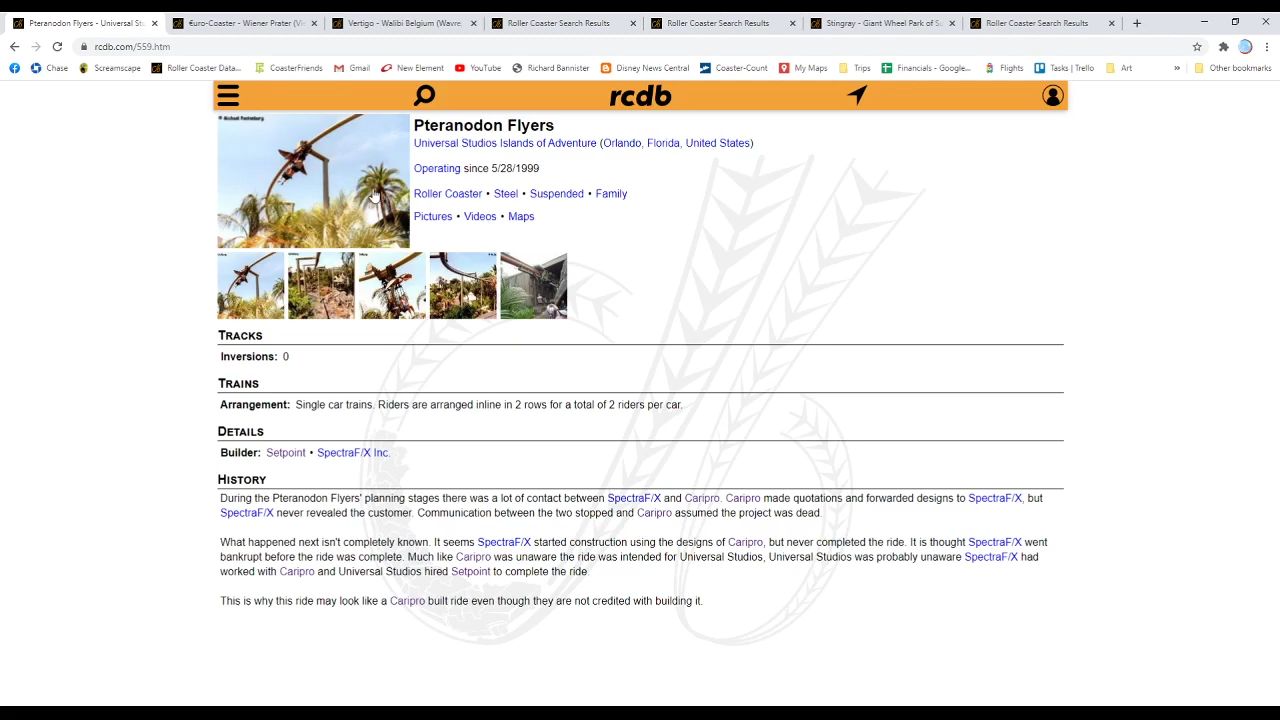 Pteranodon Flyers - Universal Stu
€uro-Coaster - Wiener Prater (Vi
Vertigo - Walibi Belgium (Wavre,
Roller Coaster Search Results
Roller Coaster Search Results
Stingray - Giant Wheel Park of S
Roller Coaster Search Results
rcdb.com/559.htm
Chase
Screamscape
Roller Coaster Data...
CoasterFriends
Gmail
New Element
YouTube
Richard Bannister
Disney News Central
Coaster-Count
My Maps
Trips
Financials - Google...
Flights
Tasks | Trello
Art
»
Other bookmarks
rcdb
Pteranodon Flyers
Universal Studios Islands of Adventure (Orlando, Florida, United States)
Operating since 5/28/1999
Roller Coaster • Steel • Suspended • Family
Pictures • Videos • Maps
Tracks
Inversions: 0
Trains
Arrangement: Single car trains. Riders are arranged inline in 2 rows for a total of 2 riders per car.
Details
Builder: Setpoint • SpectraF/X Inc.
History
During the Pteranodon Flyers' planning stages there was a lot of contact between SpectraF/X and Caripro. Caripro made quotations and forwarded designs to SpectraF/X, but
SpectraF/X never revealed the customer. Communication between the two stopped and Caripro assumed the project was dead.
What happened next isn't completely known. It seems SpectraF/X started construction using the designs of Caripro, but never completed the ride. It is thought SpectraF/X went
bankrupt before the ride was complete. Much like Caripro was unaware the ride was intended for Universal Studios, Universal Studios was probably unaware SpectraF/X had
worked with Caripro and Universal Studios hired Setpoint to complete the ride.
This is why this ride may look like a Caripro built ride even though they are not credited with building it.